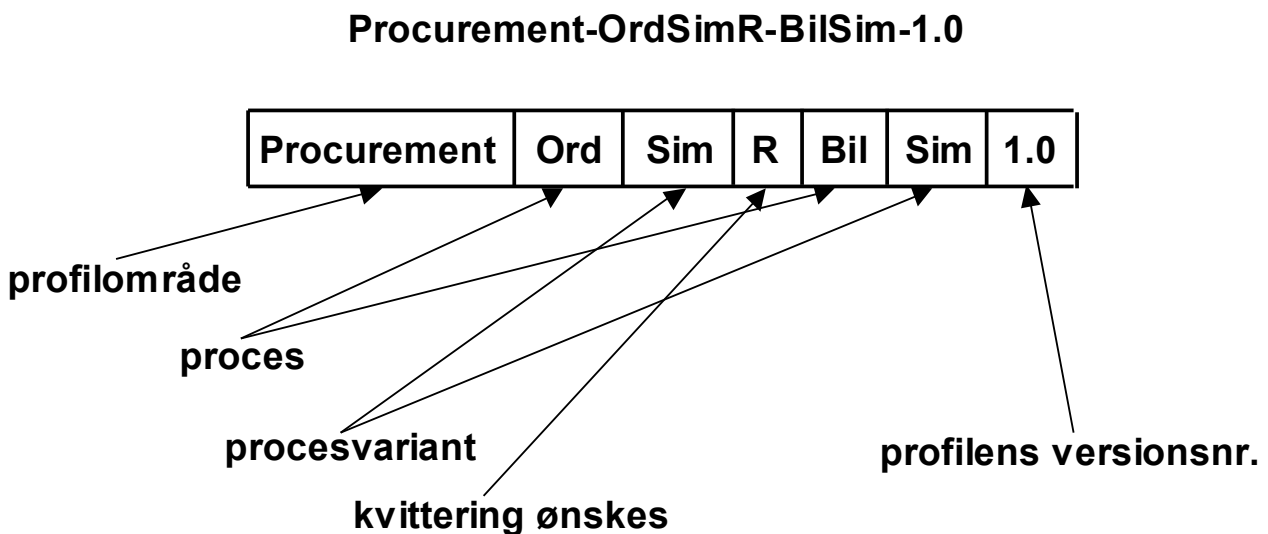 Procurement-OrdSimR-BilSim-1.0
Procurement Ord Sim R Bil Sim 1.0
profilområde
proces
procesvariant
profilens versionsnr.
kvittering ønskes